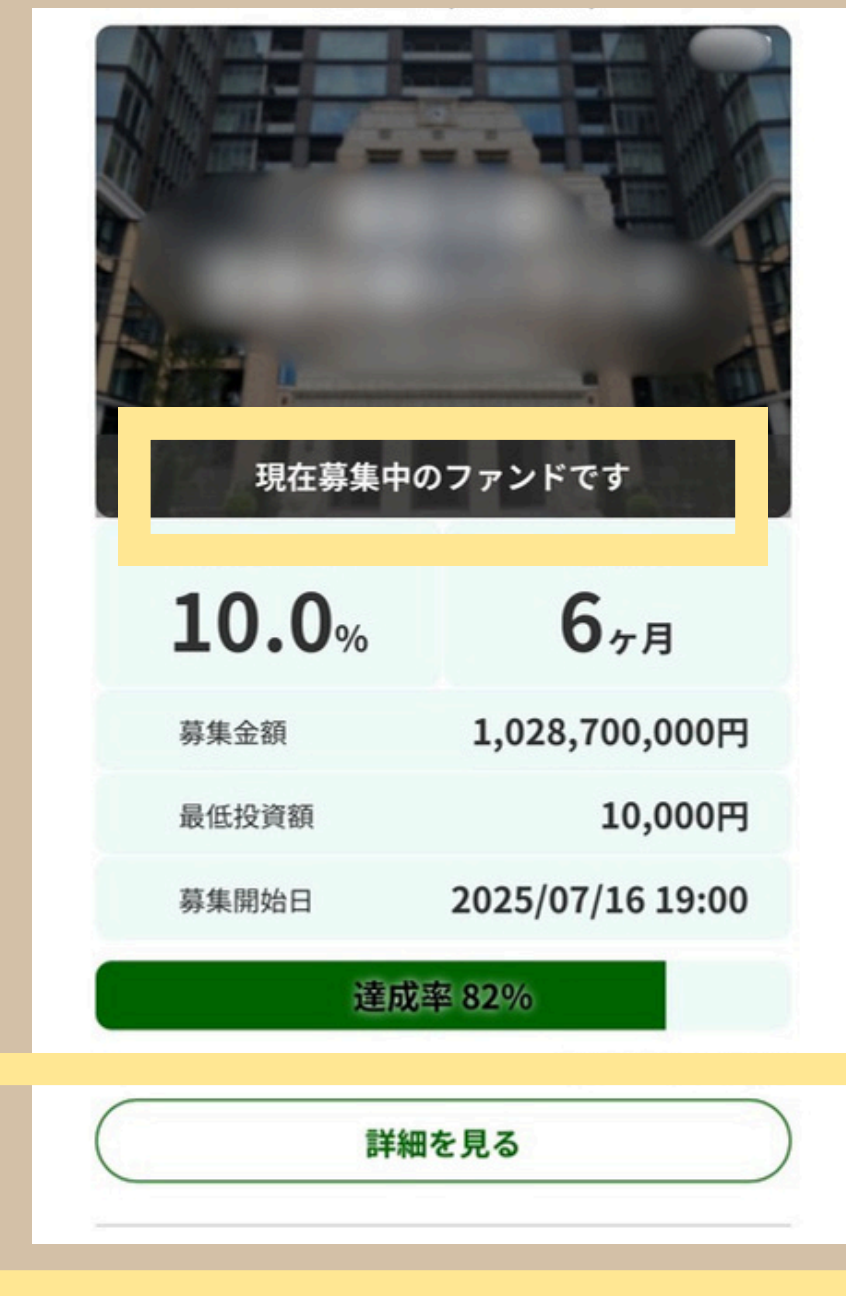 現在募集中のファンドです
10.0% 6ヶ月
募集金額 1,028,700,000円
最低投資額 10,000円
募集開始日 2025/07/16 19:00
達成率 82%
詳細を見る